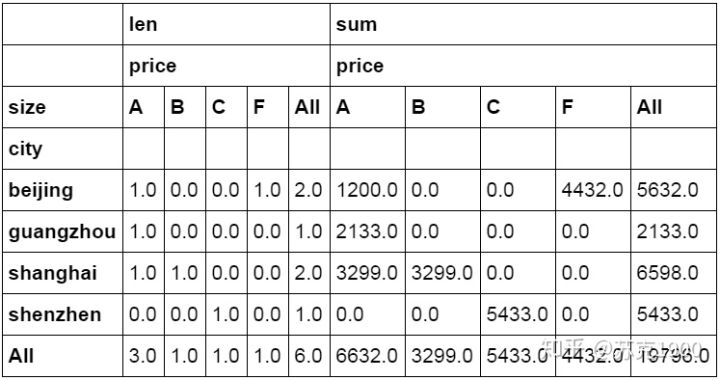 len sum
price price
size A B C F All A B C F All
city
beijing 1.0 0.0 0.0 1.0 2.0 1200.0 0.0 0.0 4432.0 5632.0
guangzhou 1.0 0.0 0.0 0.0 1.0 2133.0 0.0 0.0 0.0 2133.0
shanghai 1.0 1.0 0.0 0.0 2.0 3299.0 3299.0 0.0 0.0 6598.0
shenzhen 0.0 0.0 1.0 0.0 1.0 0.0 0.0 5433.0 0.0 5433.0
All 3.0 1.0 1.0 1.0 6.0 6632.0 3299.0 5433.0 4432.0 19796.0
知乎